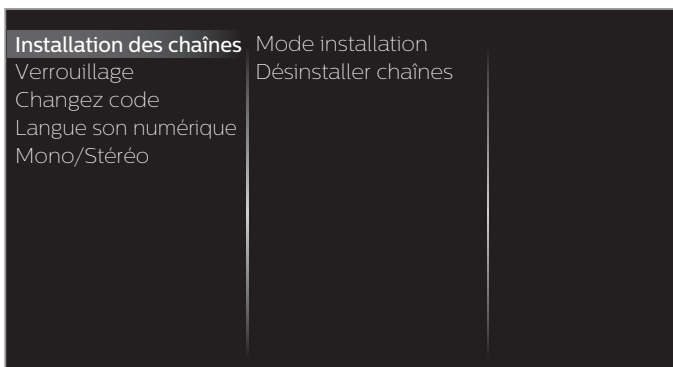 Installation des chaînes
Verrouillage
Changez code
Langue son numérique
Mono/Stéréo
Mode installation
Désinstaller chaînes